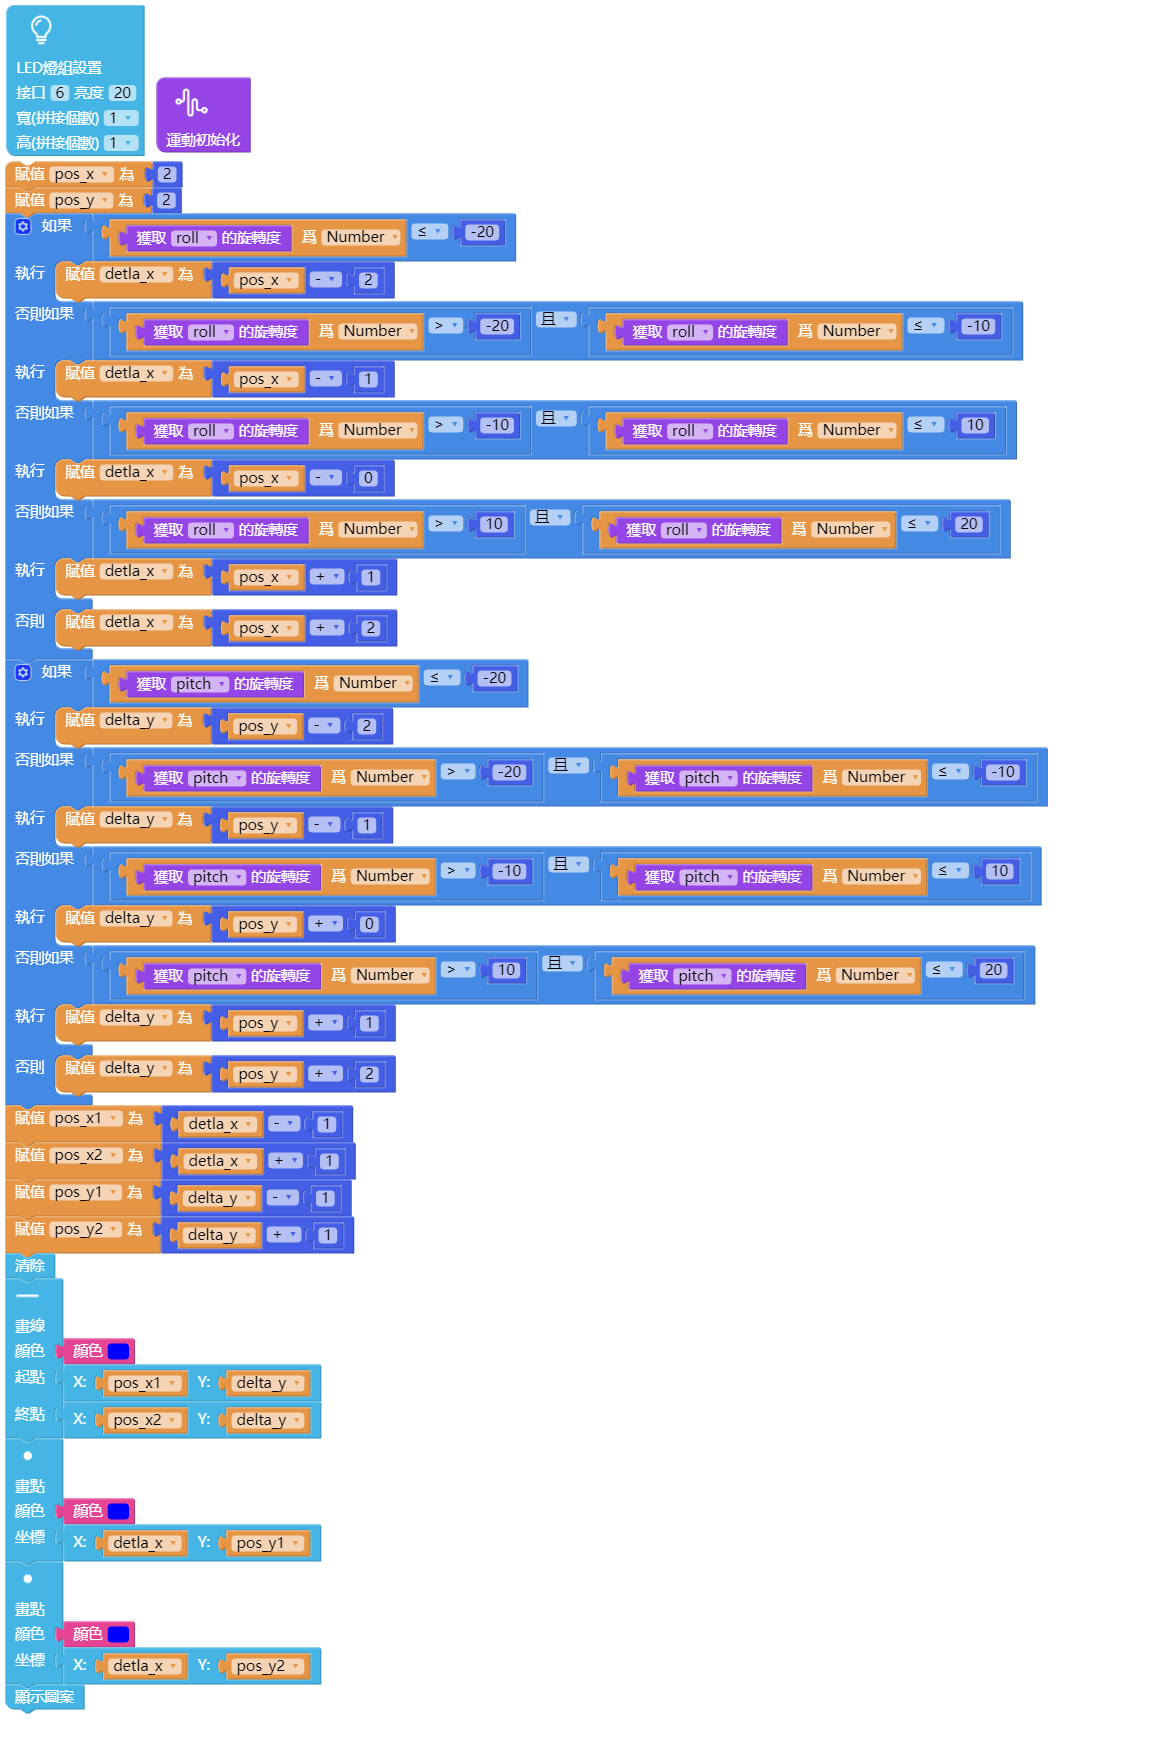 LED燈組設置
接口 6 亮度 20
寬(拼接個數) 1
高(拼接個數) 1
運動初始化
賦值 pos_x 為 2
賦值 pos_y 為 2
如果 獲取 roll 的旋轉度 爲 Number ≤ -20
執行 賦值 detla_x 為 pos_x - 2
否則如果 獲取 roll 的旋轉度 爲 Number > -20 且 獲取 roll 的旋轉度 爲 Number ≤ -10
執行 賦值 detla_x 為 pos_x - 1
否則如果 獲取 roll 的旋轉度 爲 Number > -10 且 獲取 roll 的旋轉度 爲 Number ≤ 10
執行 賦值 detla_x 為 pos_x - 0
否則如果 獲取 roll 的旋轉度 爲 Number > 10 且 獲取 roll 的旋轉度 爲 Number ≤ 20
執行 賦值 detla_x 為 pos_x + 1
否則 賦值 detla_x 為 pos_x + 2
如果 獲取 pitch 的旋轉度 爲 Number ≤ -20
執行 賦值 delta_y 為 pos_y - 2
否則如果 獲取 pitch 的旋轉度 爲 Number > -20 且 獲取 pitch 的旋轉度 爲 Number ≤ -10
執行 賦值 delta_y 為 pos_y - 1
否則如果 獲取 pitch 的旋轉度 爲 Number > -10 且 獲取 pitch 的旋轉度 爲 Number ≤ 10
執行 賦值 delta_y 為 pos_y + 0
否則如果 獲取 pitch 的旋轉度 爲 Number > 10 且 獲取 pitch 的旋轉度 爲 Number ≤ 20
執行 賦值 delta_y 為 pos_y + 1
否則 賦值 delta_y 為 pos_y + 2
賦值 pos_x1 為 detla_x - 1
賦值 pos_x2 為 detla_x + 1
賦值 pos_y1 為 delta_y - 1
賦值 pos_y2 為 delta_y + 1
清除
畫線
顏色 顏色
起點 X: pos_x1 Y: delta_y
終點 X: pos_x2 Y: delta_y
畫點
顏色 顏色
坐標 X: detla_x Y: pos_y1
畫點
顏色 顏色
坐標 X: detla_x Y: pos_y2
顯示圖案